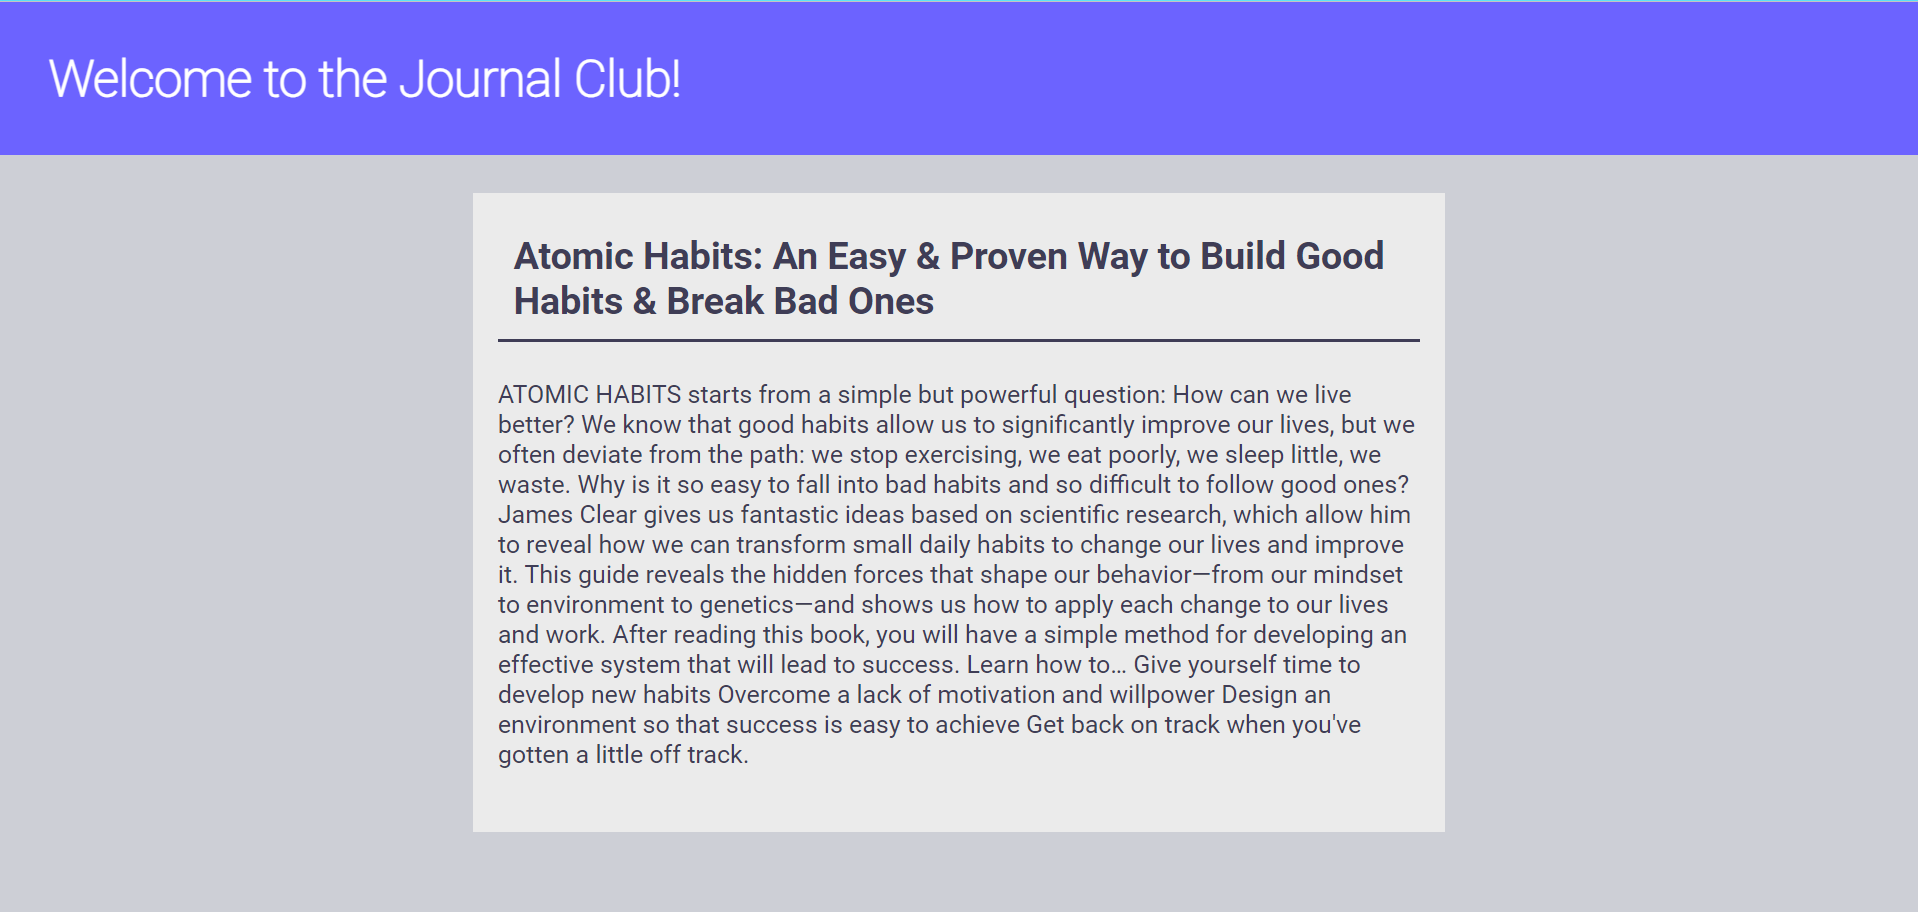 Welcome to the Journal Club!
Atomic Habits: An Easy & Proven Way to Build Good
Habits & Break Bad Ones
ATOMIC HABITS starts from a simple but powerful question: How can we live
better? We know that good habits allow us to significantly improve our lives, but we
often deviate from the path: we stop exercising, we eat poorly, we sleep little, we
waste. Why is it so easy to fall into bad habits and so difficult to follow good ones?
James Clear gives us fantastic ideas based on scientific research, which allow him
to reveal how we can transform small daily habits to change our lives and improve
it. This guide reveals the hidden forces that shape our behavior—from our mindset
to environment to genetics—and shows us how to apply each change to our lives
and work. After reading this book, you will have a simple method for developing an
effective system that will lead to success. Learn how to... Give yourself time to
develop new habits Overcome a lack of motivation and willpower Design an
environment so that success is easy to achieve Get back on track when you've
gotten a little off track.